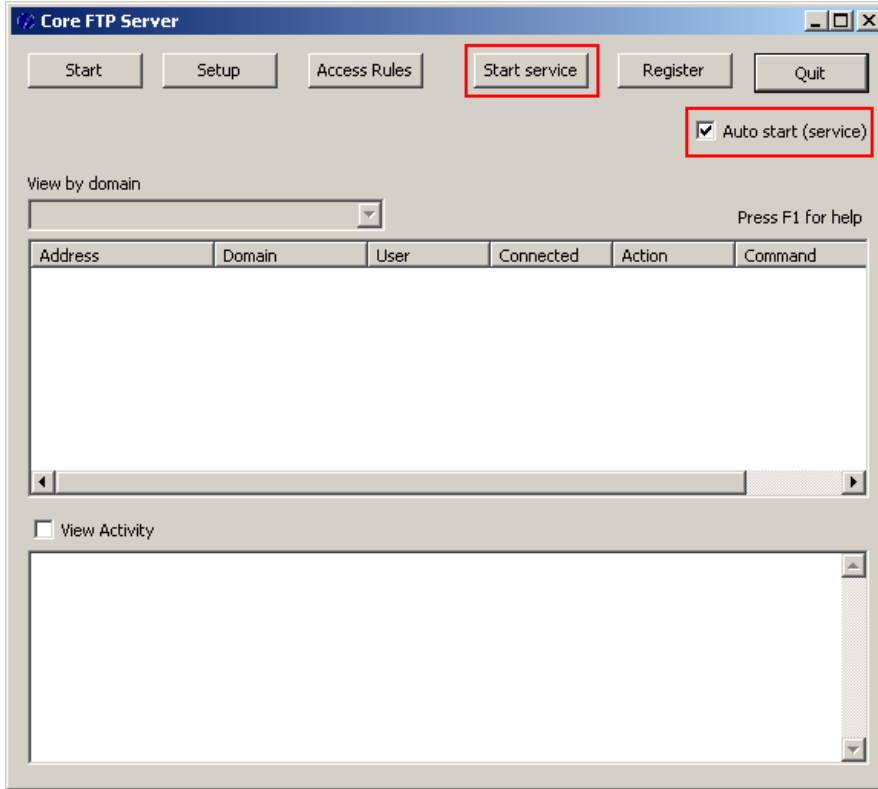 Core FTP Server
Start Setup Access Rules Start service Register Quit
Auto start (service)
View by domain
Press F1 for help
Address Domain User Connected Action Command
View Activity